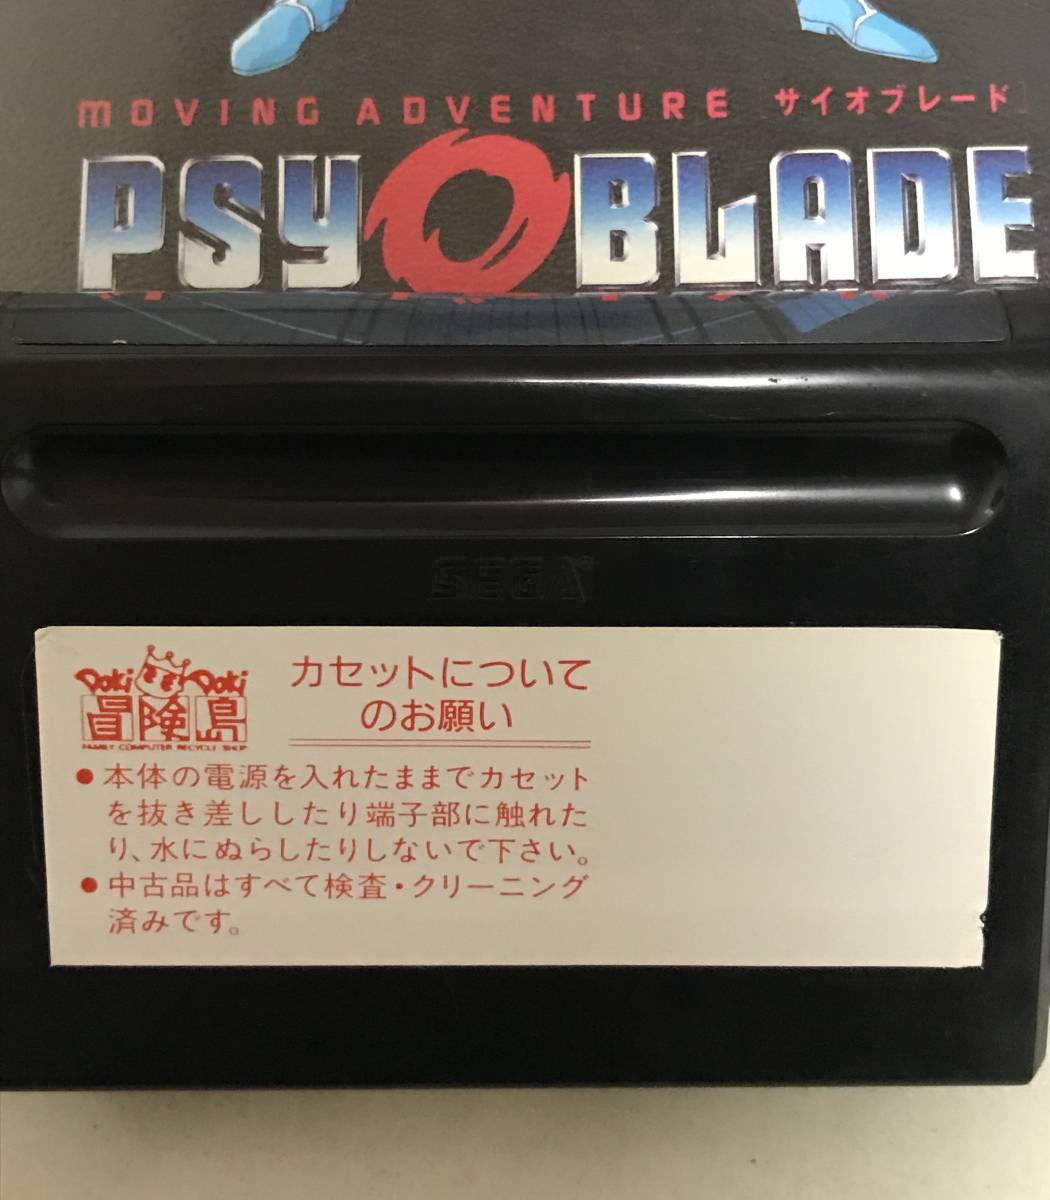 MOVING ADVENTURE サイオブレード
PSY O BLADE
SEGA
Doki Doki
冒険島
FAMILY COMPUTER RECYCLE SHOP
カセットについて
のお願い
●本体の電源を入れたままでカセット
を抜き差ししたり端子部に触れた
り、水にぬらしたりしないで下さい。
●中古品はすべて検査・クリーニング
済みです。